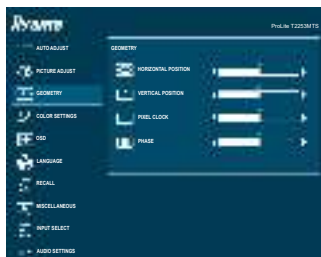 iiyama
ProLite T2253MTS
AUTO ADJUST
PICTURE ADJUST
GEOMETRY
COLOR SETTINGS
OSD
LANGUAGE
RECALL
MISCELLANEOUS
INPUT SELECT
AUDIO SETTINGS
GEOMETRY
HORIZONTAL POSITION
VERTICAL POSITION
PIXEL CLOCK
PHASE